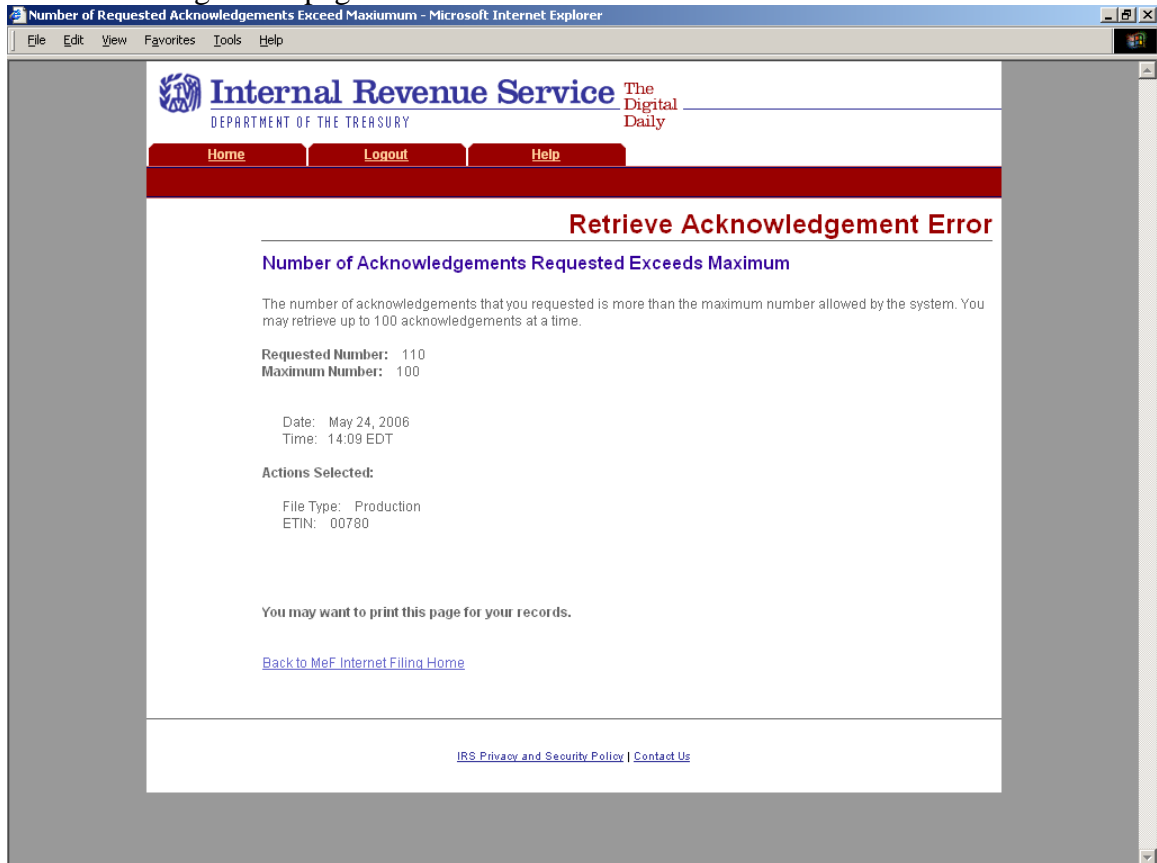 Number of Requested Acknowledgements Exceed Maxiumum - Microsoft Internet Explorer
File Edit View Favorites Tools Help
Internal Revenue Service
DEPARTMENT OF THE TREASURY
The
Digital
Daily
Home Logout Help
Retrieve Acknowledgement Error
Number of Acknowledgements Requested Exceeds Maximum
The number of acknowledgements that you requested is more than the maximum number allowed by the system. You
may retrieve up to 100 acknowledgements at a time.
Requested Number: 110
Maximum Number: 100
Date: May 24, 2006
Time: 14:09 EDT
Actions Selected:
File Type: Production
ETIN: 00780
You may want to print this page for your records.
Back to MeF Internet Filing Home
IRS Privacy and Security Policy | Contact Us